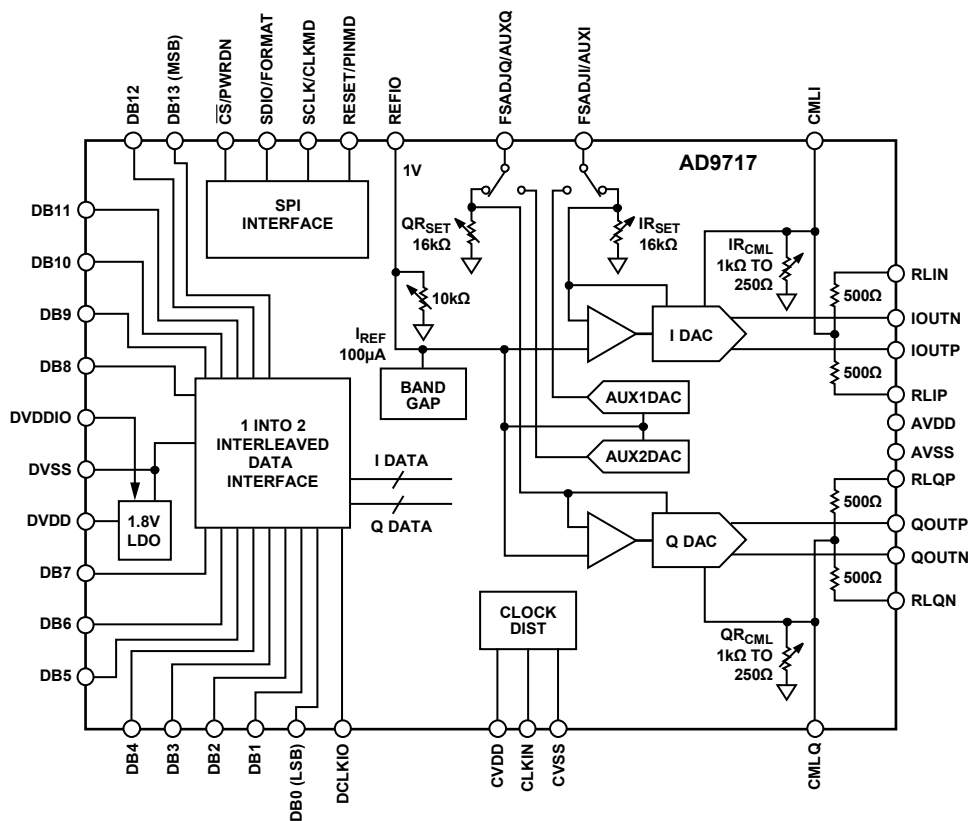 DB12
DB13 (MSB)
CS/PWRDN
SDIO/FORMAT
SCLK/CLKMD
RESET/PINMD
REFIO
FSADJQ/AUXQ
FSADJI/AUXI
CMLI
AD9717
1V
SPI
INTERFACE
DB11
DB10
DB9
DB8
DVDDIO
DVSS
DVDD
DB7
DB6
DB5
1.8V
LDO
1 INTO 2
INTERLEAVED
DATA
INTERFACE
I DATA
Q DATA
QRSET
16kΩ
IRSET
16kΩ
10kΩ
IREF
100µA
BAND
GAP
IRCML
1kΩ TO
250Ω
500Ω
500Ω
I DAC
AUX1DAC
AUX2DAC
Q DAC
500Ω
500Ω
CLOCK
DIST
QRCML
1kΩ TO
250Ω
RLIN
IOUTN
IOUTP
RLIP
AVDD
AVSS
RLQP
QOUTP
QOUTN
RLQN
DB4
DB3
DB2
DB1
DB0 (LSB)
DCLKIO
CVDD
CLKIN
CVSS
CMLQ